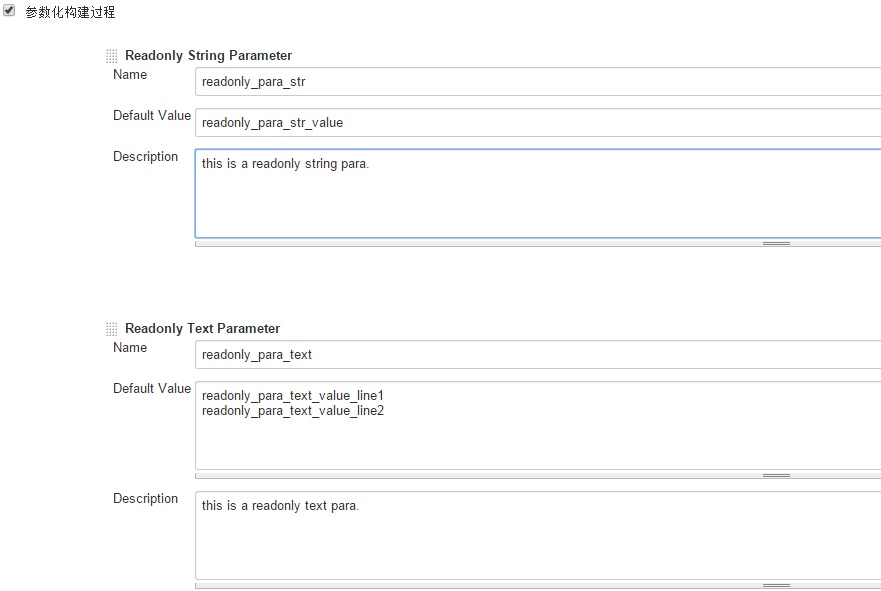 参数化构建过程
Readonly String Parameter
Name
readonly_para_str
Default Value
readonly_para_str_value
Description
this is a readonly string para.
Readonly Text Parameter
Name
readonly_para_text
Default Value
readonly_para_text_value_line1
readonly_para_text_value_line2
Description
this is a readonly text para.